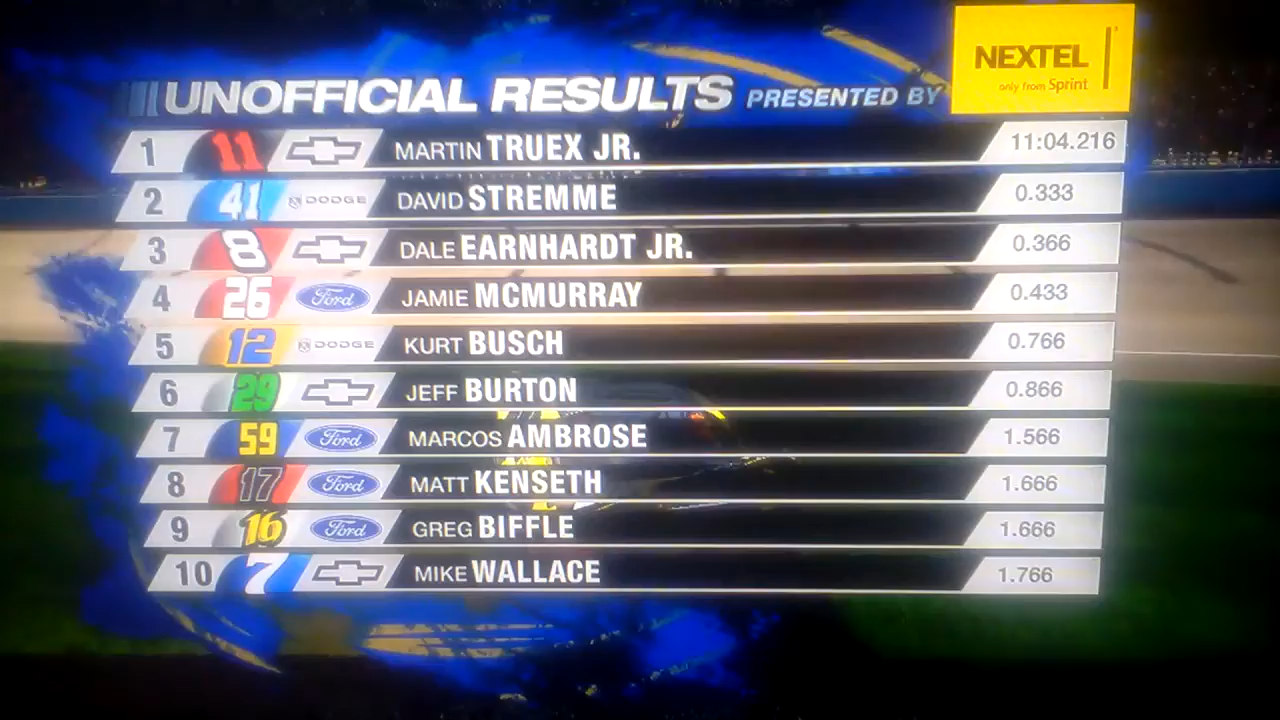 UNOFFICIAL RESULTS PRESENTED BY
NEXTEL
only from Sprint
1 11 MARTIN TRUEX JR. 11:04.216
2 41 DODGE DAVID STREMME 0.333
3 8 DALE EARNHARDT JR. 0.366
4 26 Ford JAMIE MCMURRAY 0.433
5 12 DODGE KURT BUSCH 0.766
6 29 JEFF BURTON 0.866
7 59 Ford MARCOS AMBROSE 1.566
8 17 Ford MATT KENSETH 1.666
9 16 Ford GREG BIFFLE 1.666
10 7 MIKE WALLACE 1.766